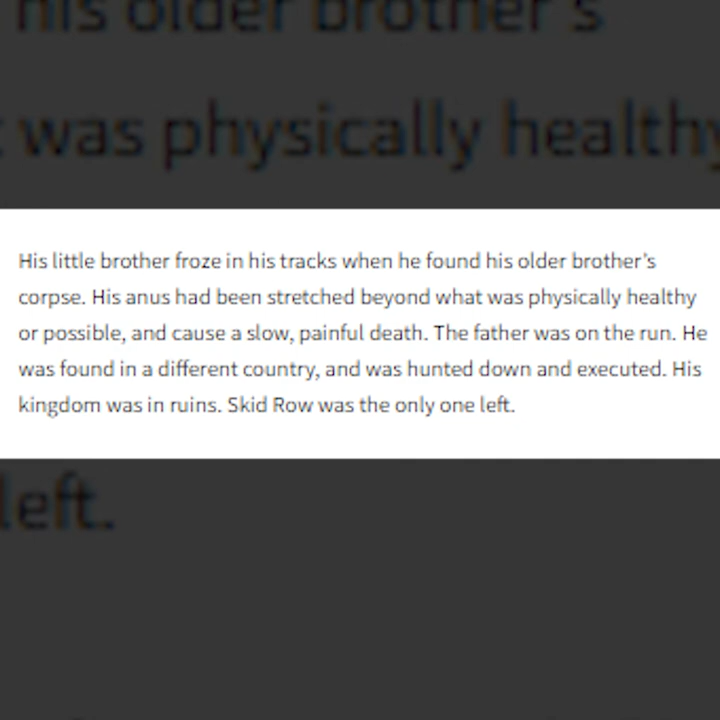 his older brother's
was physically healthy
His little brother froze in his tracks when he found his older brother's
corpse. His anus had been stretched beyond what was physically healthy
or possible, and cause a slow, painful death. The father was on the run. He
was found in a different country, and was hunted down and executed. His
kingdom was in ruins. Skid Row was the only one left.
left.